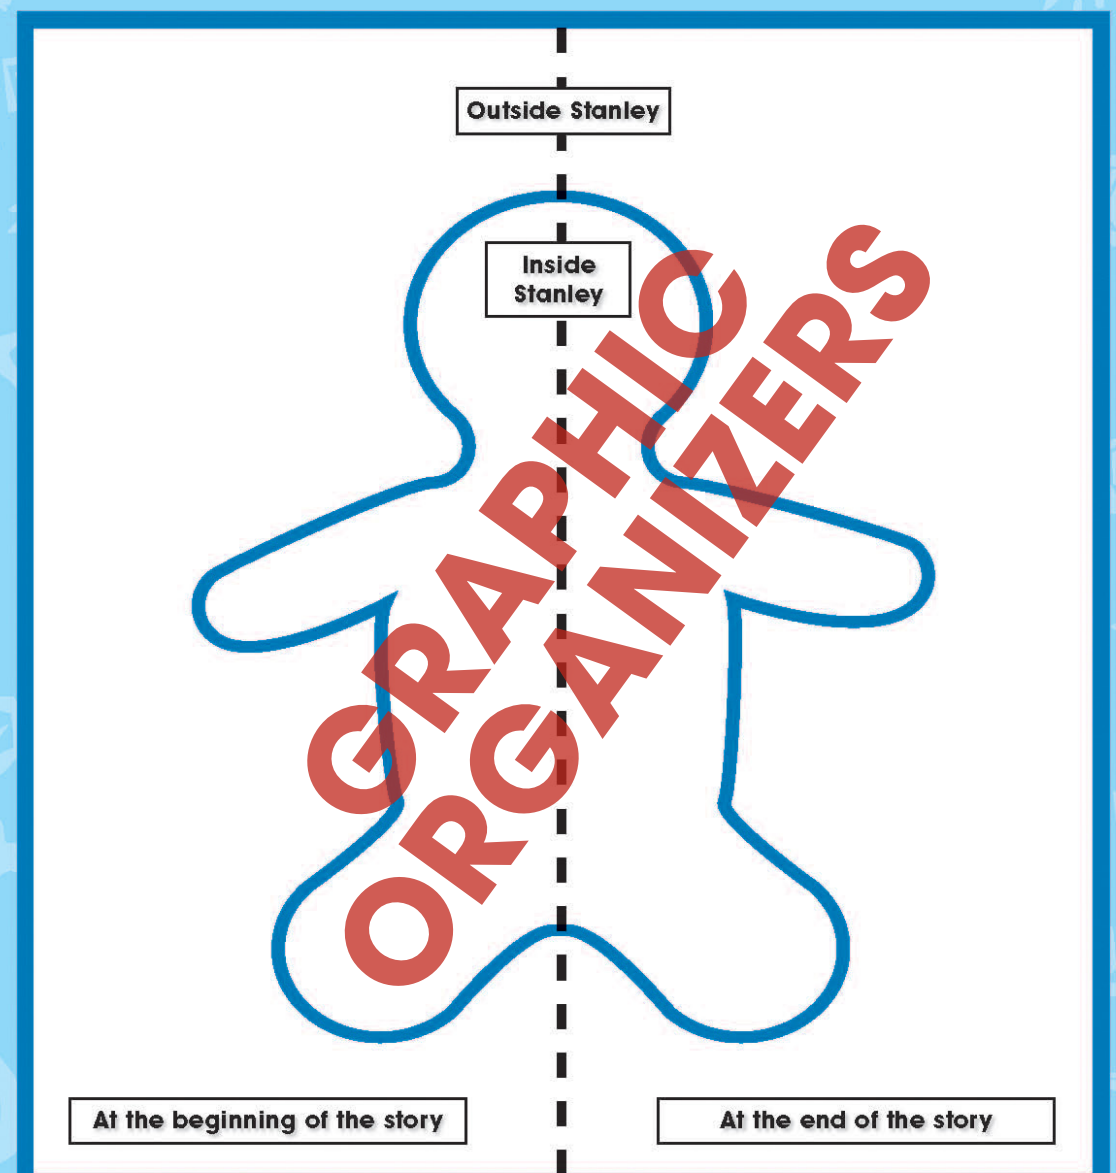 Outside Stanley
Inside
Stanley
GRAPHIC
ORGANIZERS
At the beginning of the story
At the end of the story